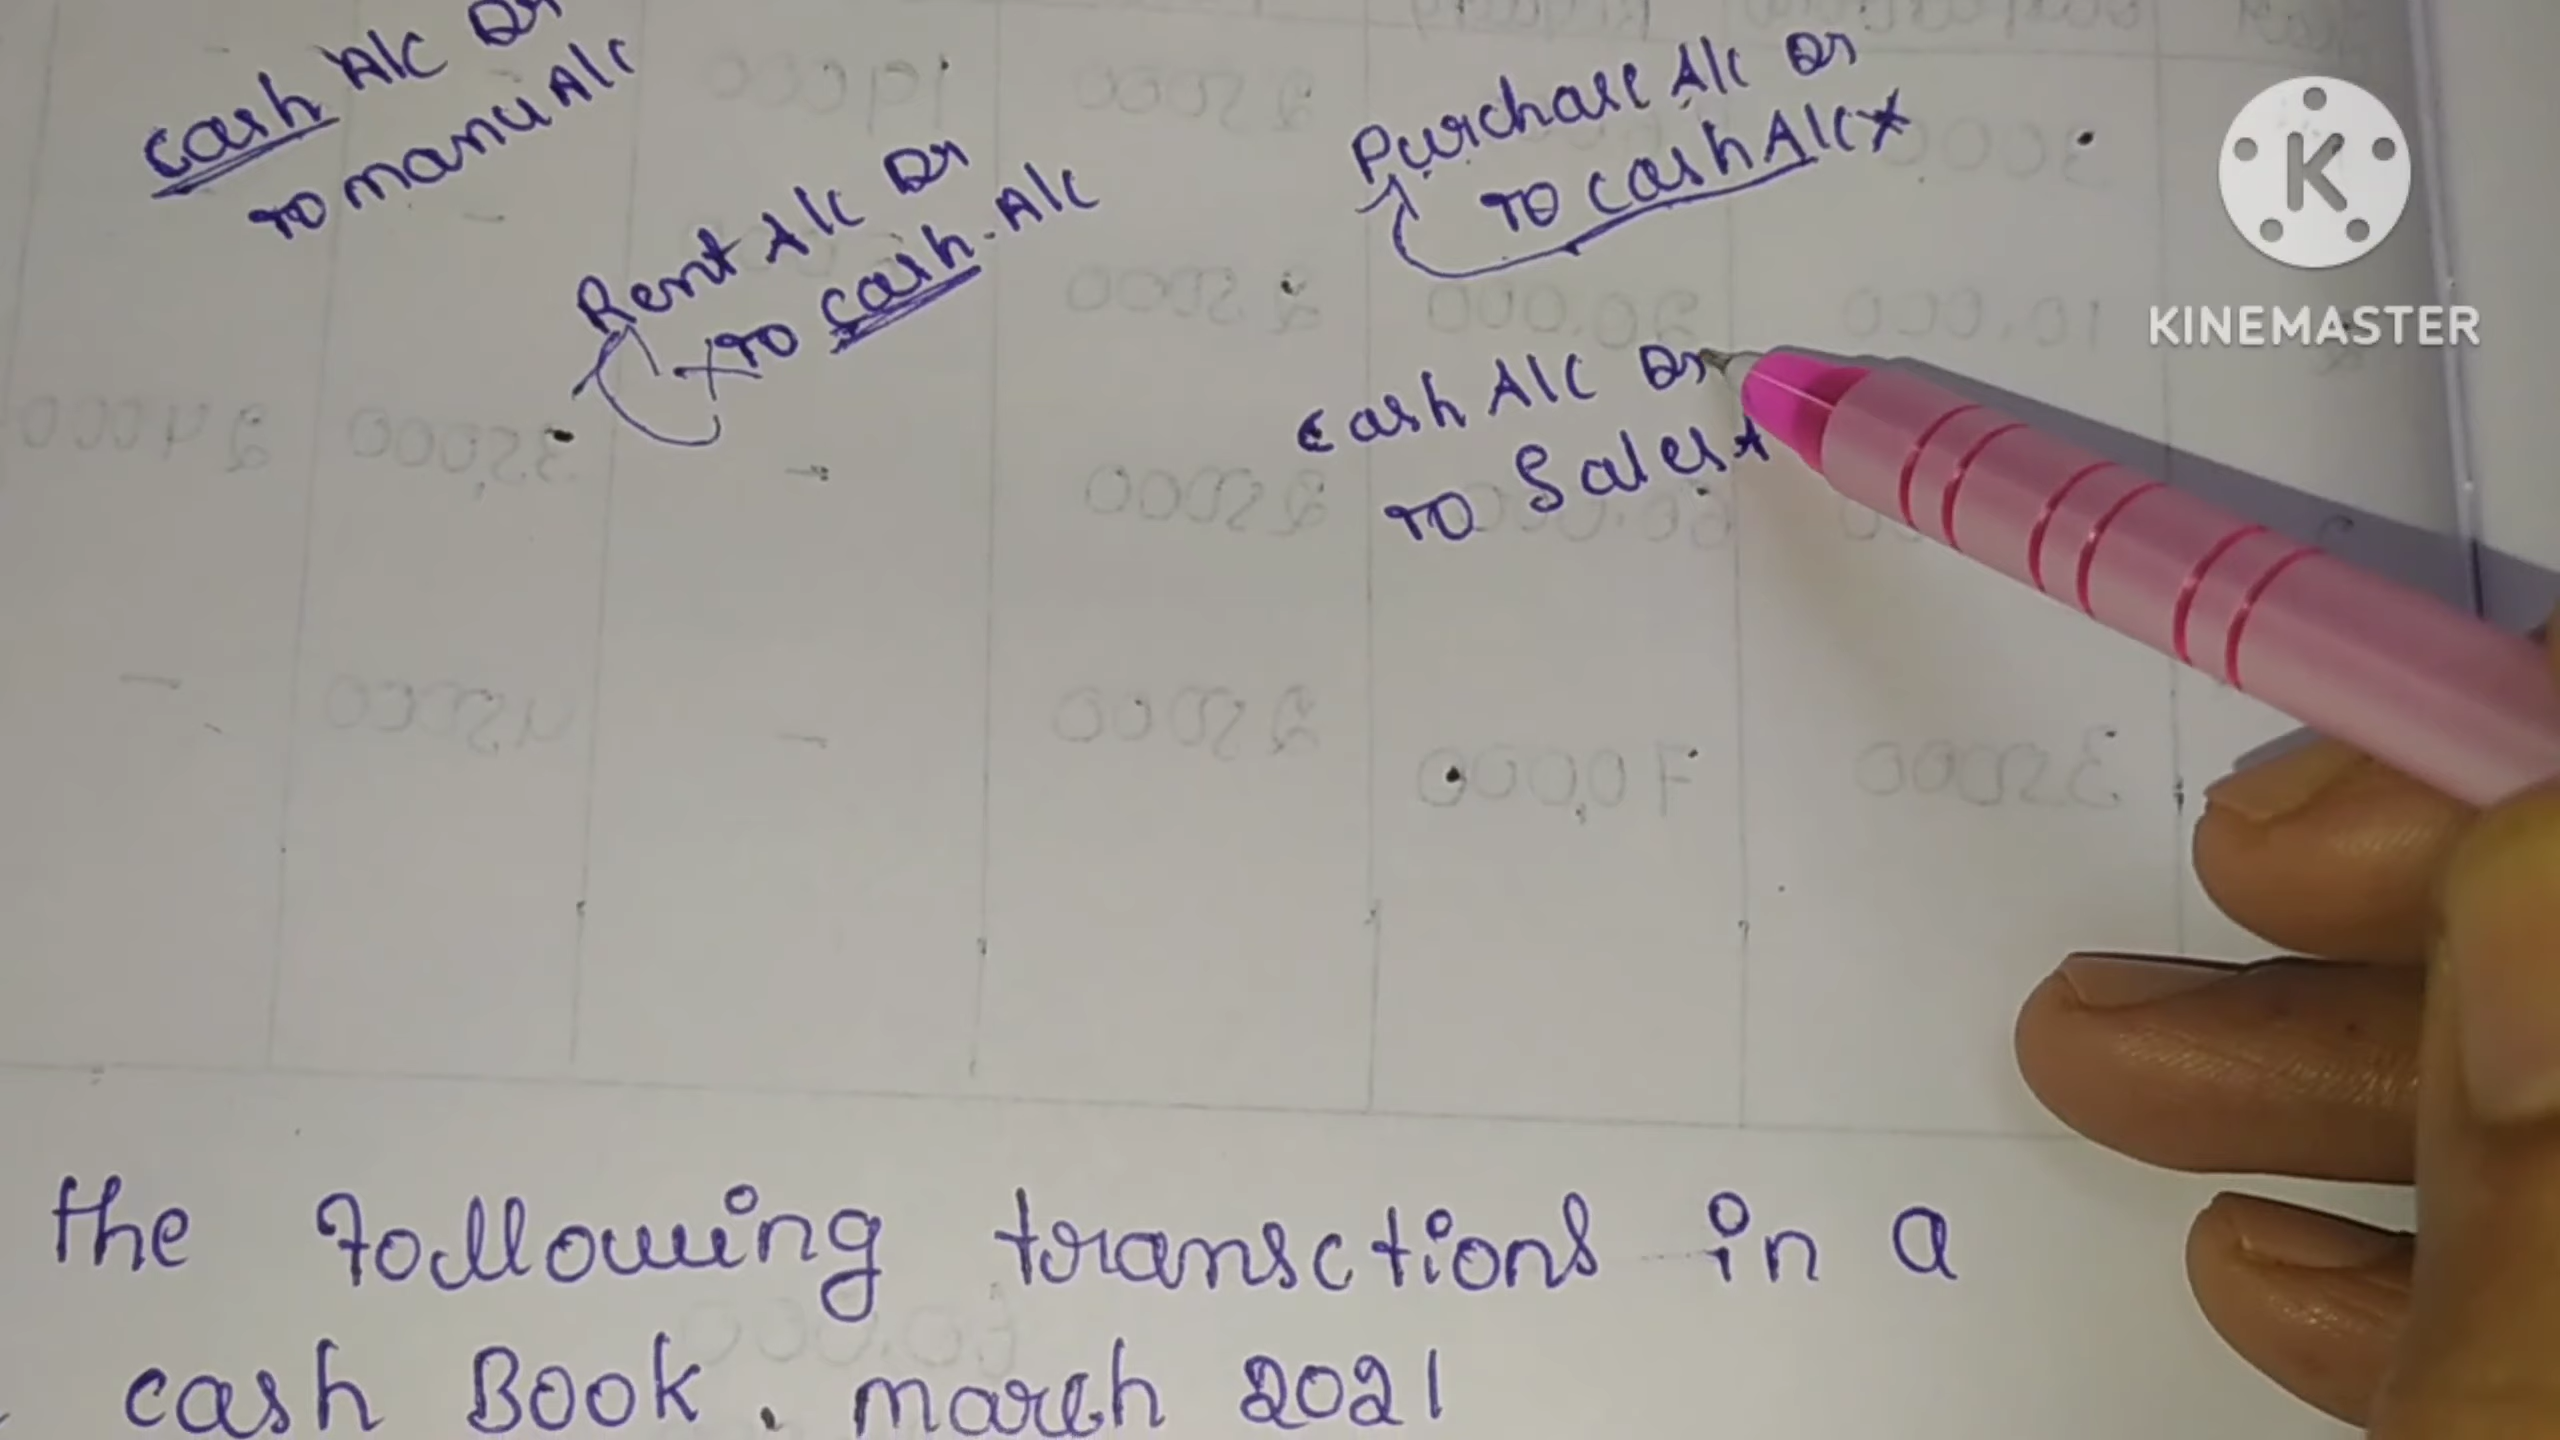 cash A/c Dr
To manu A/c
Rent A/c Dr
To cash A/c
Purchase A/c Dr
To cash A/c
cash A/c Dr
To Sales A
K
KINEMASTER
the following transctions in a
cash Book. march 2021